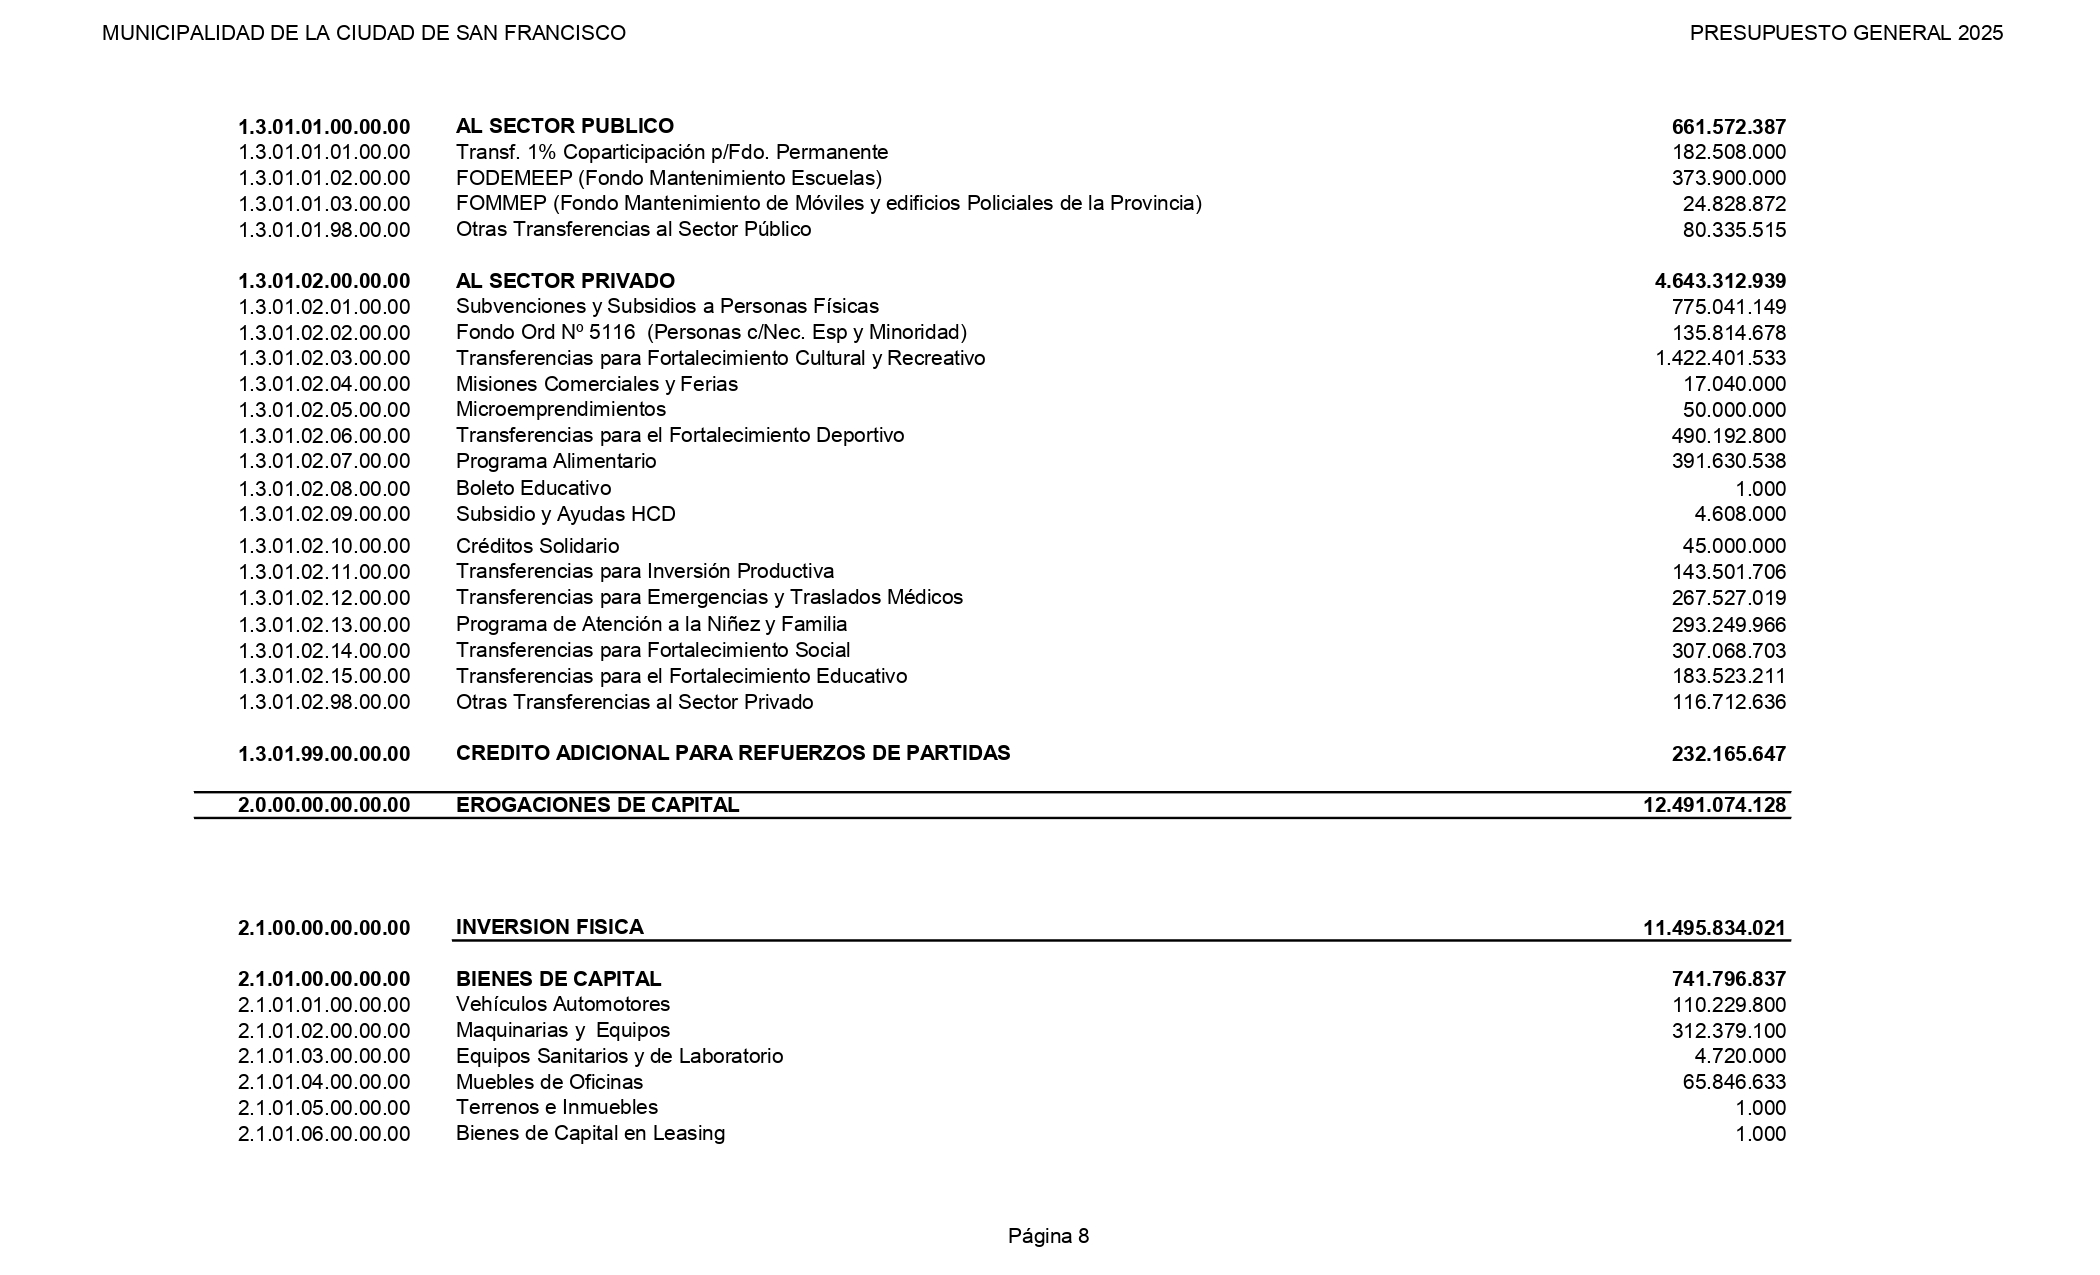 MUNICIPALIDAD DE LA CIUDAD DE SAN FRANCISCO PRESUPUESTO GENERAL 2025
1.3.01.01.00.00.00 AL SECTOR PUBLICO 661.572.387
1.3.01.01.01.00.00 Transf. 1% Coparticipación p/Fdo. Permanente 182.508.000
1.3.01.01.02.00.00 FODEMEEP (Fondo Mantenimiento Escuelas) 373.900.000
1.3.01.01.03.00.00 FOMMEP (Fondo Mantenimiento de Móviles y edificios Policiales de la Provincia) 24.828.872
1.3.01.01.98.00.00 Otras Transferencias al Sector Público 80.335.515
1.3.01.02.00.00.00 AL SECTOR PRIVADO 4.643.312.939
1.3.01.02.01.00.00 Subvenciones y Subsidios a Personas Físicas 775.041.149
1.3.01.02.02.00.00 Fondo Ord Nº 5116 (Personas c/Nec. Esp y Minoridad) 135.814.678
1.3.01.02.03.00.00 Transferencias para Fortalecimiento Cultural y Recreativo 1.422.401.533
1.3.01.02.04.00.00 Misiones Comerciales y Ferias 17.040.000
1.3.01.02.05.00.00 Microemprendimientos 50.000.000
1.3.01.02.06.00.00 Transferencias para el Fortalecimiento Deportivo 490.192.800
1.3.01.02.07.00.00 Programa Alimentario 391.630.538
1.3.01.02.08.00.00 Boleto Educativo 1.000
1.3.01.02.09.00.00 Subsidio y Ayudas HCD 4.608.000
1.3.01.02.10.00.00 Créditos Solidario 45.000.000
1.3.01.02.11.00.00 Transferencias para Inversión Productiva 143.501.706
1.3.01.02.12.00.00 Transferencias para Emergencias y Traslados Médicos 267.527.019
1.3.01.02.13.00.00 Programa de Atención a la Niñez y Familia 293.249.966
1.3.01.02.14.00.00 Transferencias para Fortalecimiento Social 307.068.703
1.3.01.02.15.00.00 Transferencias para el Fortalecimiento Educativo 183.523.211
1.3.01.02.98.00.00 Otras Transferencias al Sector Privado 116.712.636
1.3.01.99.00.00.00 CREDITO ADICIONAL PARA REFUERZOS DE PARTIDAS 232.165.647
2.0.00.00.00.00.00 EROGACIONES DE CAPITAL 12.491.074.128
2.1.00.00.00.00.00 INVERSION FISICA 11.495.834.021
2.1.01.00.00.00.00 BIENES DE CAPITAL 741.796.837
2.1.01.01.00.00.00 Vehículos Automotores 110.229.800
2.1.01.02.00.00.00 Maquinarias y Equipos 312.379.100
2.1.01.03.00.00.00 Equipos Sanitarios y de Laboratorio 4.720.000
2.1.01.04.00.00.00 Muebles de Oficinas 65.846.633
2.1.01.05.00.00.00 Terrenos e Inmuebles 1.000
2.1.01.06.00.00.00 Bienes de Capital en Leasing 1.000
Página 8